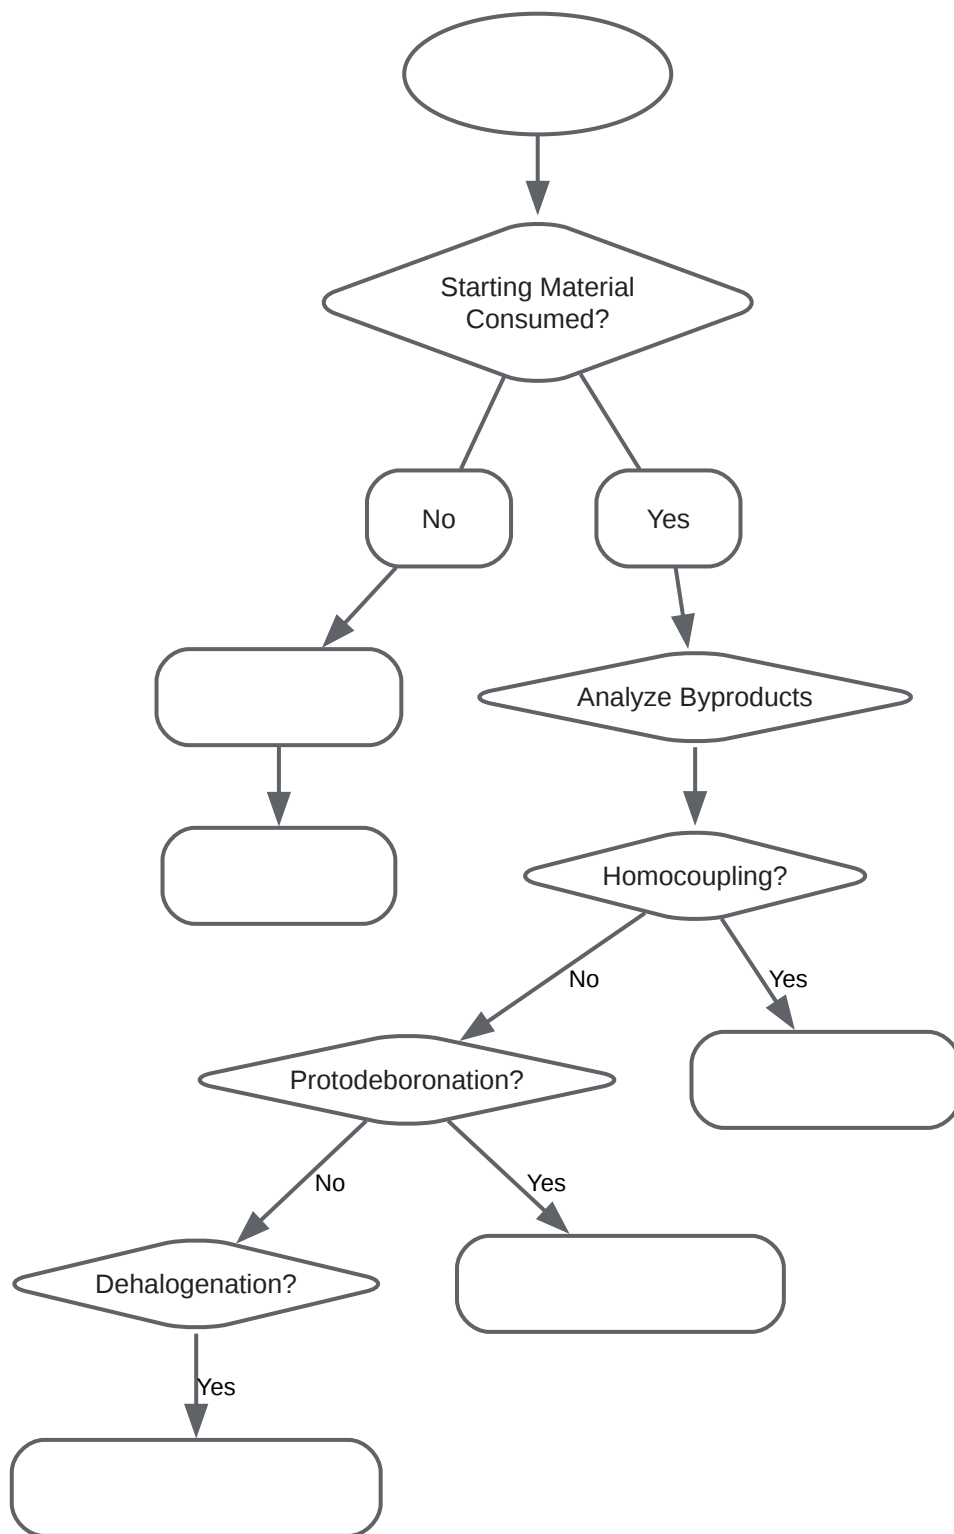 Starting Material
Consumed?
No
Yes
Analyze Byproducts
Homocoupling?
No
Yes
Protodeboronation?
No
Yes
Dehalogenation?
Yes